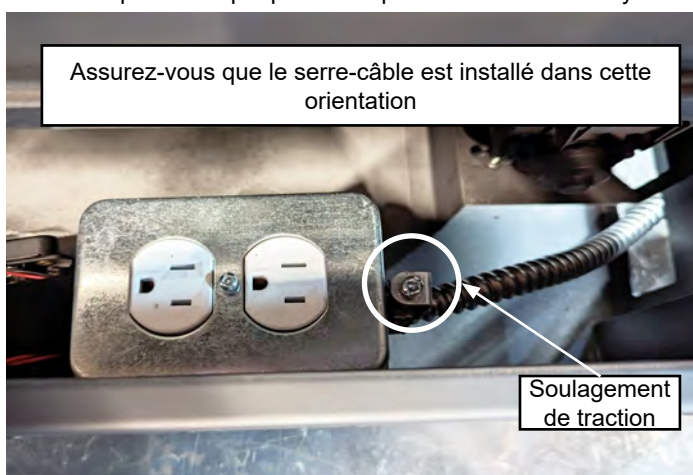 Assurez-vous que le serre-câble est installé dans cette
orientation
Soulagement
de traction